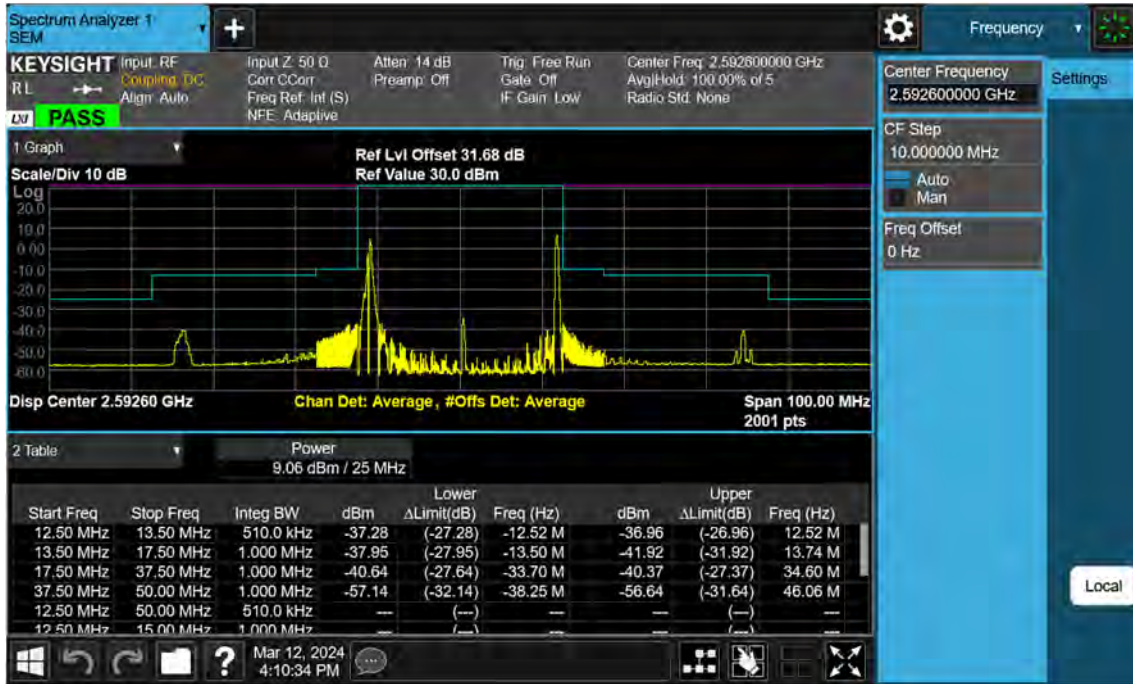 Spectrum Analyzer 1
SEM
Frequency
KEYSIGHT
RL
LXI PASS
Input: RF
Coupling: DC
Align: Auto
Input Z: 50 Ω
Corr CCorr
Freq Ref: Int (S)
NFE: Adaptive
Atten: 14 dB
Preamp: Off
Trig: Free Run
Gate: Off
IF Gain: Low
Center Freq: 2.592600000 GHz
Avg|Hold: 100.00% of 5
Radio Std: None
Center Frequency
2.592600000 GHz
Settings
CF Step
10.000000 MHz
Auto
Man
Freq Offset
0 Hz
1 Graph
Scale/Div 10 dB
Ref Lvl Offset 31.68 dB
Ref Value 30.0 dBm
Log
20.0
10.0
0.00
-10.0
-20.0
-30.0
-40.0
-50.0
-60.0
Disp Center 2.59260 GHz
Chan Det: Average, #Offs Det: Average
Span 100.00 MHz
2001 pts
2 Table
Power
9.06 dBm / 25 MHz
Lower Upper
Start Freq Stop Freq Integ BW dBm ΔLimit(dB) Freq (Hz) dBm ΔLimit(dB) Freq (Hz)
12.50 MHz 13.50 MHz 510.0 kHz -37.28 (-27.28) -12.52 M -36.96 (-26.96) 12.52 M
13.50 MHz 17.50 MHz 1.000 MHz -37.95 (-27.95) -13.50 M -41.92 (-31.92) 13.74 M
17.50 MHz 37.50 MHz 1.000 MHz -40.64 (-27.64) -33.70 M -40.37 (-27.37) 34.60 M
37.50 MHz 50.00 MHz 1.000 MHz -57.14 (-32.14) -38.25 M -56.64 (-31.64) 46.06 M
12.50 MHz 50.00 MHz 510.0 kHz --- (---) --- --- (---) ---
12.50 MHz 15.00 MHz 1.000 MHz --- (---) --- --- (---) ---
Local
?
Mar 12, 2024
4:10:34 PM